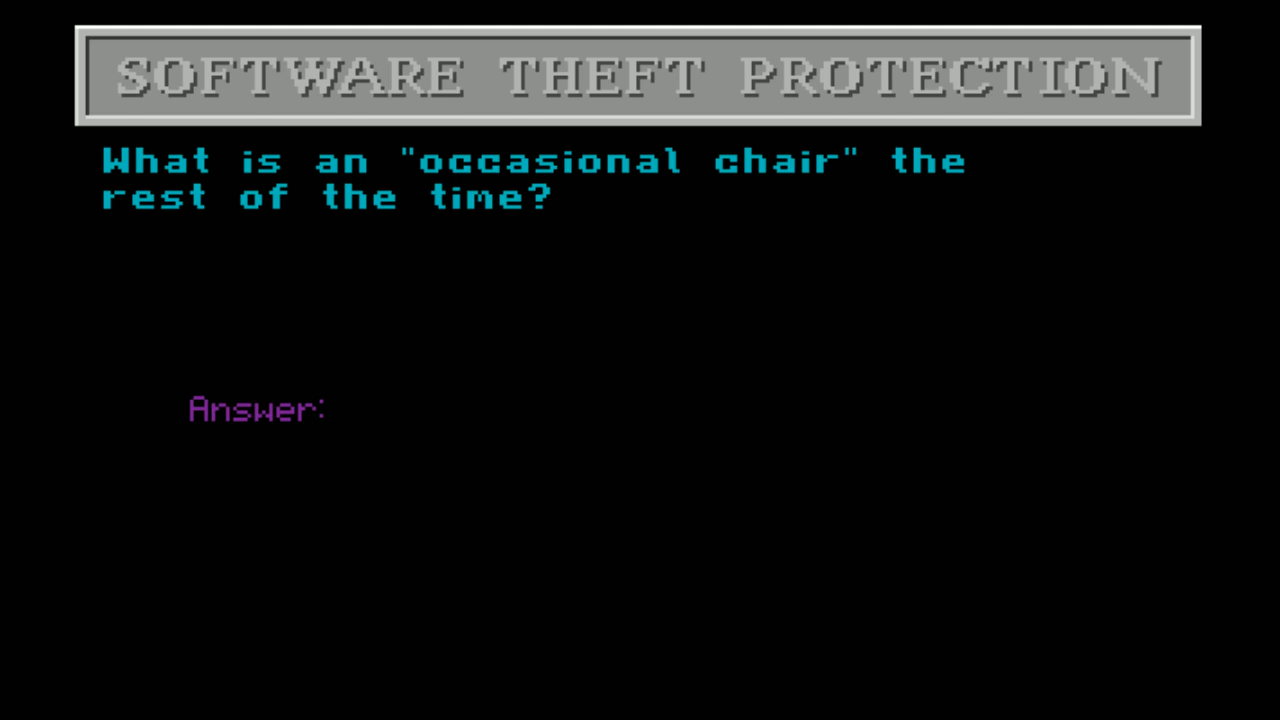 SOFTWARE THEFT PROTECTION
What is an "occasional chair" the
rest of the time?
Answer: